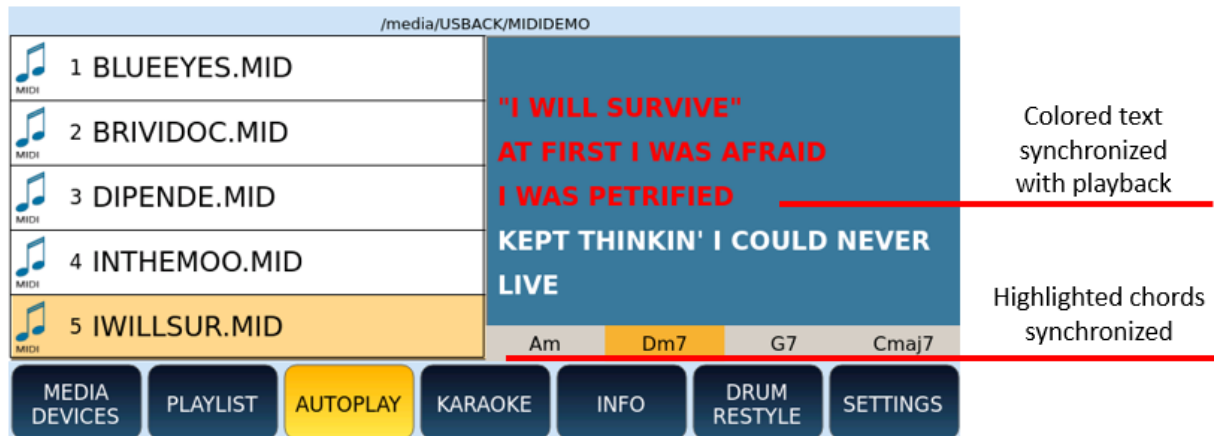 /media/USBACK/MIDIDEMO
MIDI
1 BLUEEYES.MID
MIDI
2 BRIVIDOC.MID
MIDI
3 DIPENDE.MID
MIDI
4 INTHEMOO.MID
MIDI
5 IWILLSUR.MID
"I WILL SURVIVE"
AT FIRST I WAS AFRAID
I WAS PETRIFIED
KEPT THINKIN' I COULD NEVER
LIVE
Am Dm7 G7 Cmaj7
Colored text
synchronized
with playback
Highlighted chords
synchronized
MEDIA
DEVICES
PLAYLIST
AUTOPLAY
KARAOKE
INFO
DRUM
RESTYLE
SETTINGS